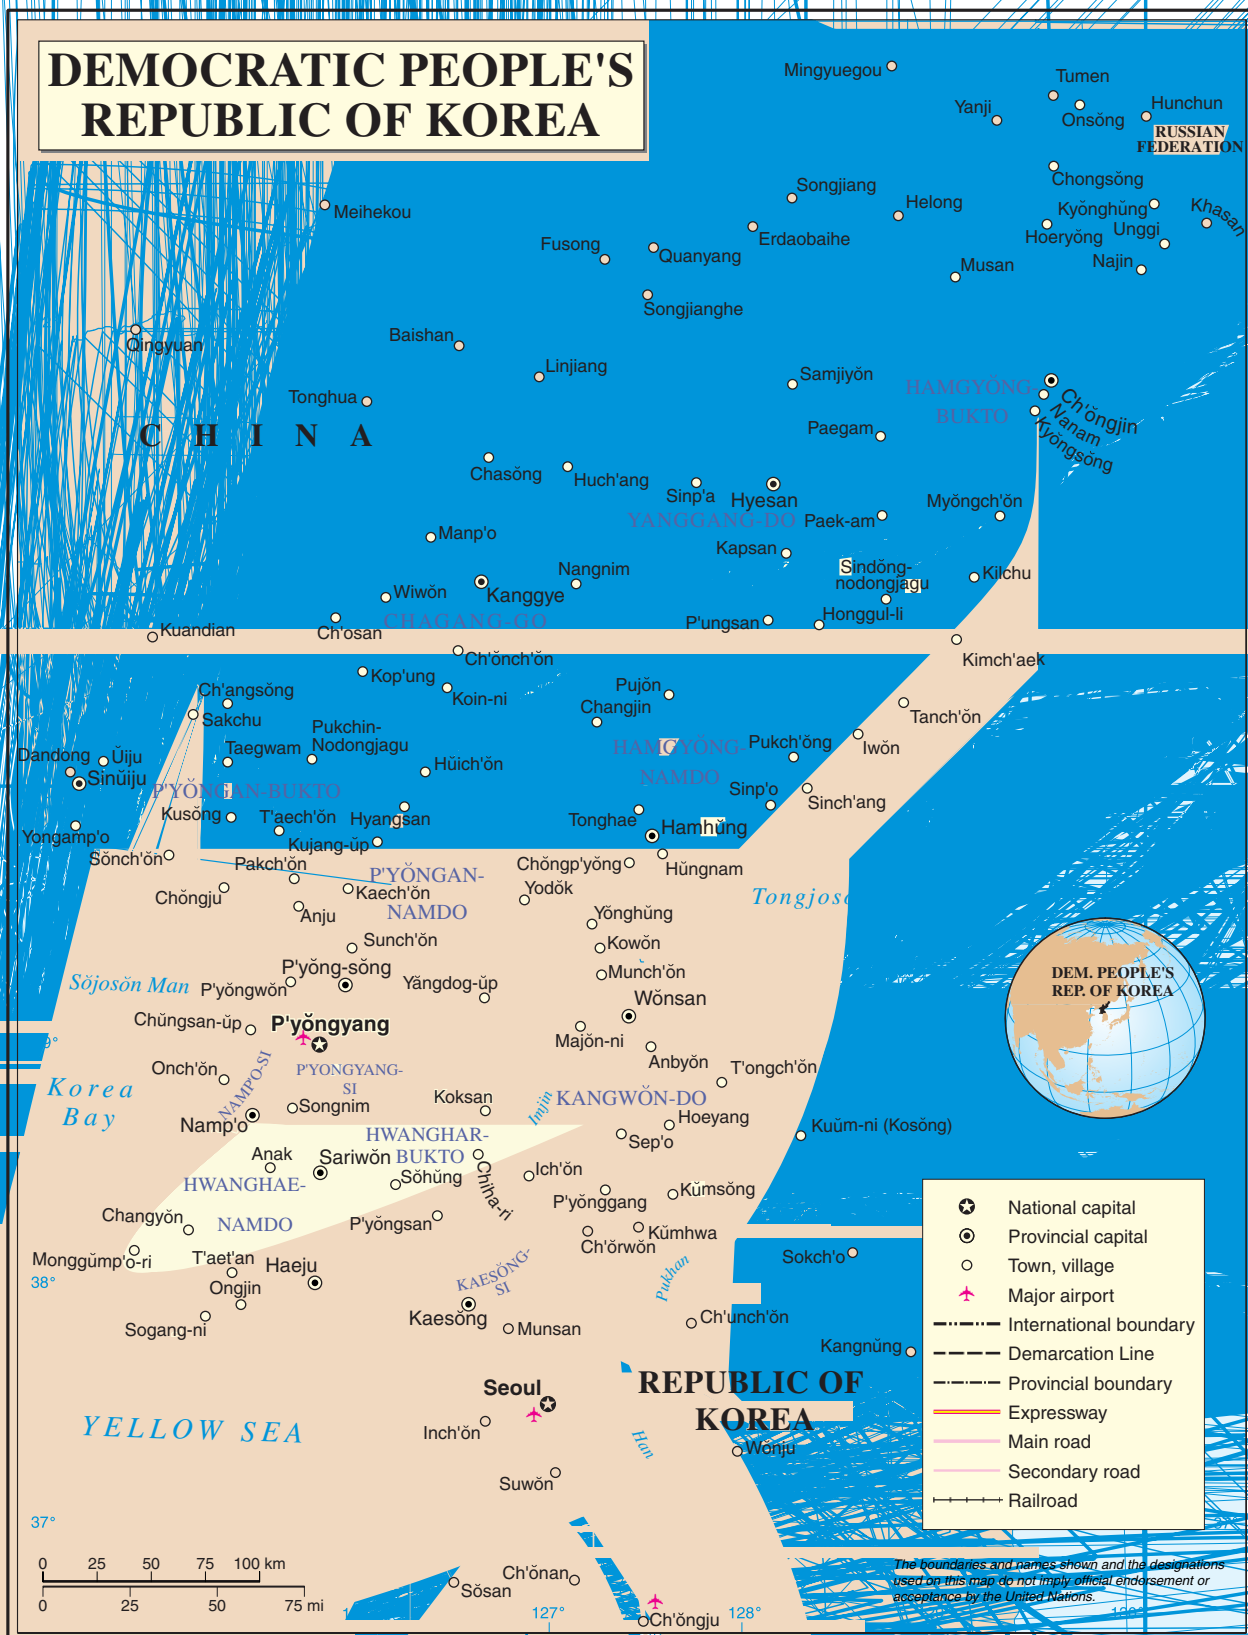 DEMOCRATIC PEOPLE'S
REPUBLIC OF KOREA
Mingyuegou
Tumen
Yanji
Onsŏng
Hunchun
RUSSIAN
FEDERATION
Chongsŏng
Songjiang
Helong
Kyŏnghŭng
Khasan
Meihekou
Erdaobaihe
Hoeryŏng
Unggi
Fusong
Quanyang
Musan
Najin
Songjianghe
Qingyuan
Baishan
Linjiang
Samjiyŏn
HAMGYŎNG-
BUKTO
Ch'ŏngjin
Nanam
Kyŏngsŏng
Tonghua
CHINA
Paegam
Chasŏng
Huch'ang
Sinp'a
Hyesan
YANGGANG-DO
Paek-am
Myŏngch'ŏn
Manp'o
Kapsan
Nangnim
Sindŏng-
nodongjagu
Kilchu
Wiwŏn
Kanggye
CHAGANG-GO
P'ungsan
Honggul-li
Kuandian
Ch'osan
Ch'ŏnch'ŏn
Kimch'aek
Kop'ung
Koin-ni
Pujŏn
Ch'angsŏng
Changjin
Tanch'ŏn
Sakchu
Pukchin-
Nodongjagu
HAMGYŎNG-
NAMDO
Pukch'ŏng
Iwŏn
Dandong
Ŭiju
Taegwam
Hŭich'ŏn
Sinŭiju
P'YŎNGAN-BUKTO
Sinp'o
Sinch'ang
Kusŏng
T'aech'ŏn
Hyangsan
Tonghae
Hamhŭng
Yongamp'o
Kujang-ŭp
Sŏnch'ŏn
Pakch'ŏn
P'YŎNGAN-
NAMDO
Chŏngp'yŏng
Hŭngnam
Chŏngju
Kaech'ŏn
Yodŏk
Tongjoso
Anju
Yŏnghŭng
Sunch'ŏn
Kowŏn
P'yŏng-sŏng
Munch'ŏn
DEM. PEOPLE'S
REP. OF KOREA
Sŏjosŏn Man
P'yŏngwŏn
Yăngdog-ŭp
Wŏnsan
Chŭngsan-ŭp
P'yŏngyang
Majŏn-ni
Anbyŏn
Onch'ŏn
NAMPO-SI
P'YONGYANG-
SI
T'ongch'ŏn
Korea
Bay
Songnim
Koksan
Imjin
KANGWŎN-DO
Namp'o
Hoeyang
Kuŭm-ni (Kosŏng)
HWANGHAR-
BUKTO
Sep'o
Anak
Sariwŏn
Sŏhŭng
Chiha-ri
Ich'ŏn
HWANGHAE-
NAMDO
P'yŏnggang
Kŭmsŏng
Changyŏn
P'yŏngsan
Ch'ŏrwŏn
Kŭmhwa
Monggŭmp'o-ri
T'aet'an
Haeju
KAESŎNG-
SI
Pukhan
Sokch'o
38°
Ongjin
Sogang-ni
Kaesŏng
Munsan
Ch'unch'ŏn
Kangnŭng
Seoul
REPUBLIC OF
KOREA
YELLOW SEA
Inch'ŏn
Han
Wŏnju
Suwŏn
37°
National capital
Provincial capital
Town, village
Major airport
International boundary
Demarcation Line
Provincial boundary
Expressway
Main road
Secondary road
Railroad
0 25 50 75 100 km
0 25 50 75 mi
Ch'ŏnan
Sŏsan
127°
128°
Ch'ŏngju
The boundaries and names shown and the designations
used on this map do not imply official endorsement or
acceptance by the United Nations.